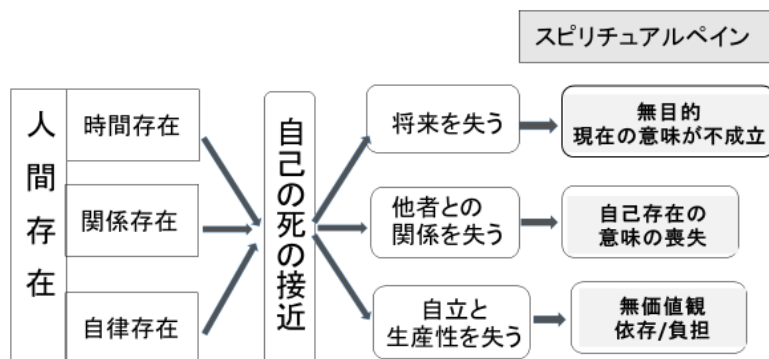 スピリチュアルペイン
人間存在
時間存在
関係存在
自律存在
自己の死の接近
将来を失う
他者との
関係を失う
自立と
生産性を失う
無目的
現在の意味が不成立
自己存在の
意味の喪失
無価値観
依存/負担